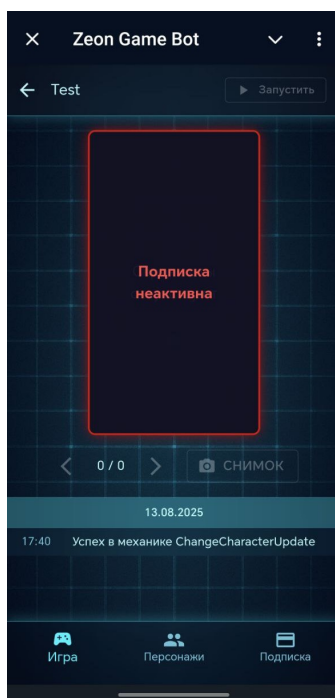 Zeon Game Bot
Test
Запустить
Подписка
неактивна
0 / 0
СНИМОК
13.08.2025
17:40 Успех в механике ChangeCharacterUpdate
Игра
Персонажи
Подписка